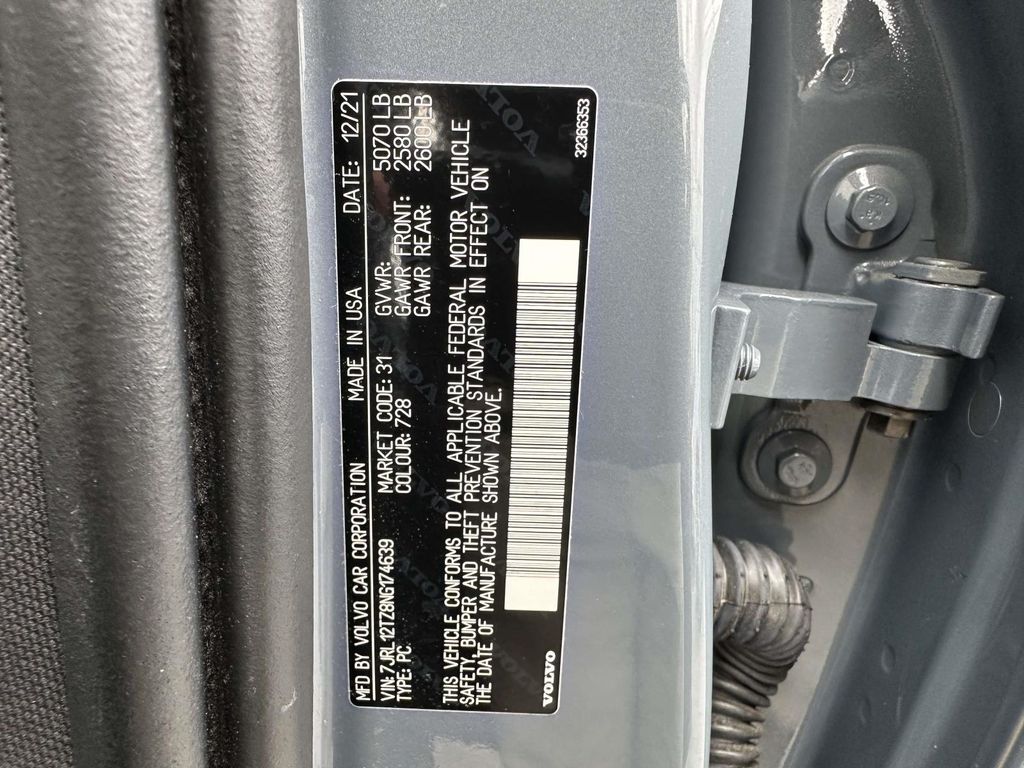 MFD BY VOLVO CAR CORPORATION MADE IN USA DATE: 12/21
VIN: 7JRL12TZ8NG174639 MARKET CODE: 31 GVWR: 5070 LB
TYPE: PC COLOUR: 728 GAWR FRONT: 2580 LB
GAWR REAR: 2600 LB
THIS VEHICLE CONFORMS TO ALL APPLICABLE FEDERAL MOTOR VEHICLE
SAFETY, BUMPER AND THEFT PREVENTION STANDARDS IN EFFECT ON
THE DATE OF MANUFACTURE SHOWN ABOVE.
VOLVO
32366353